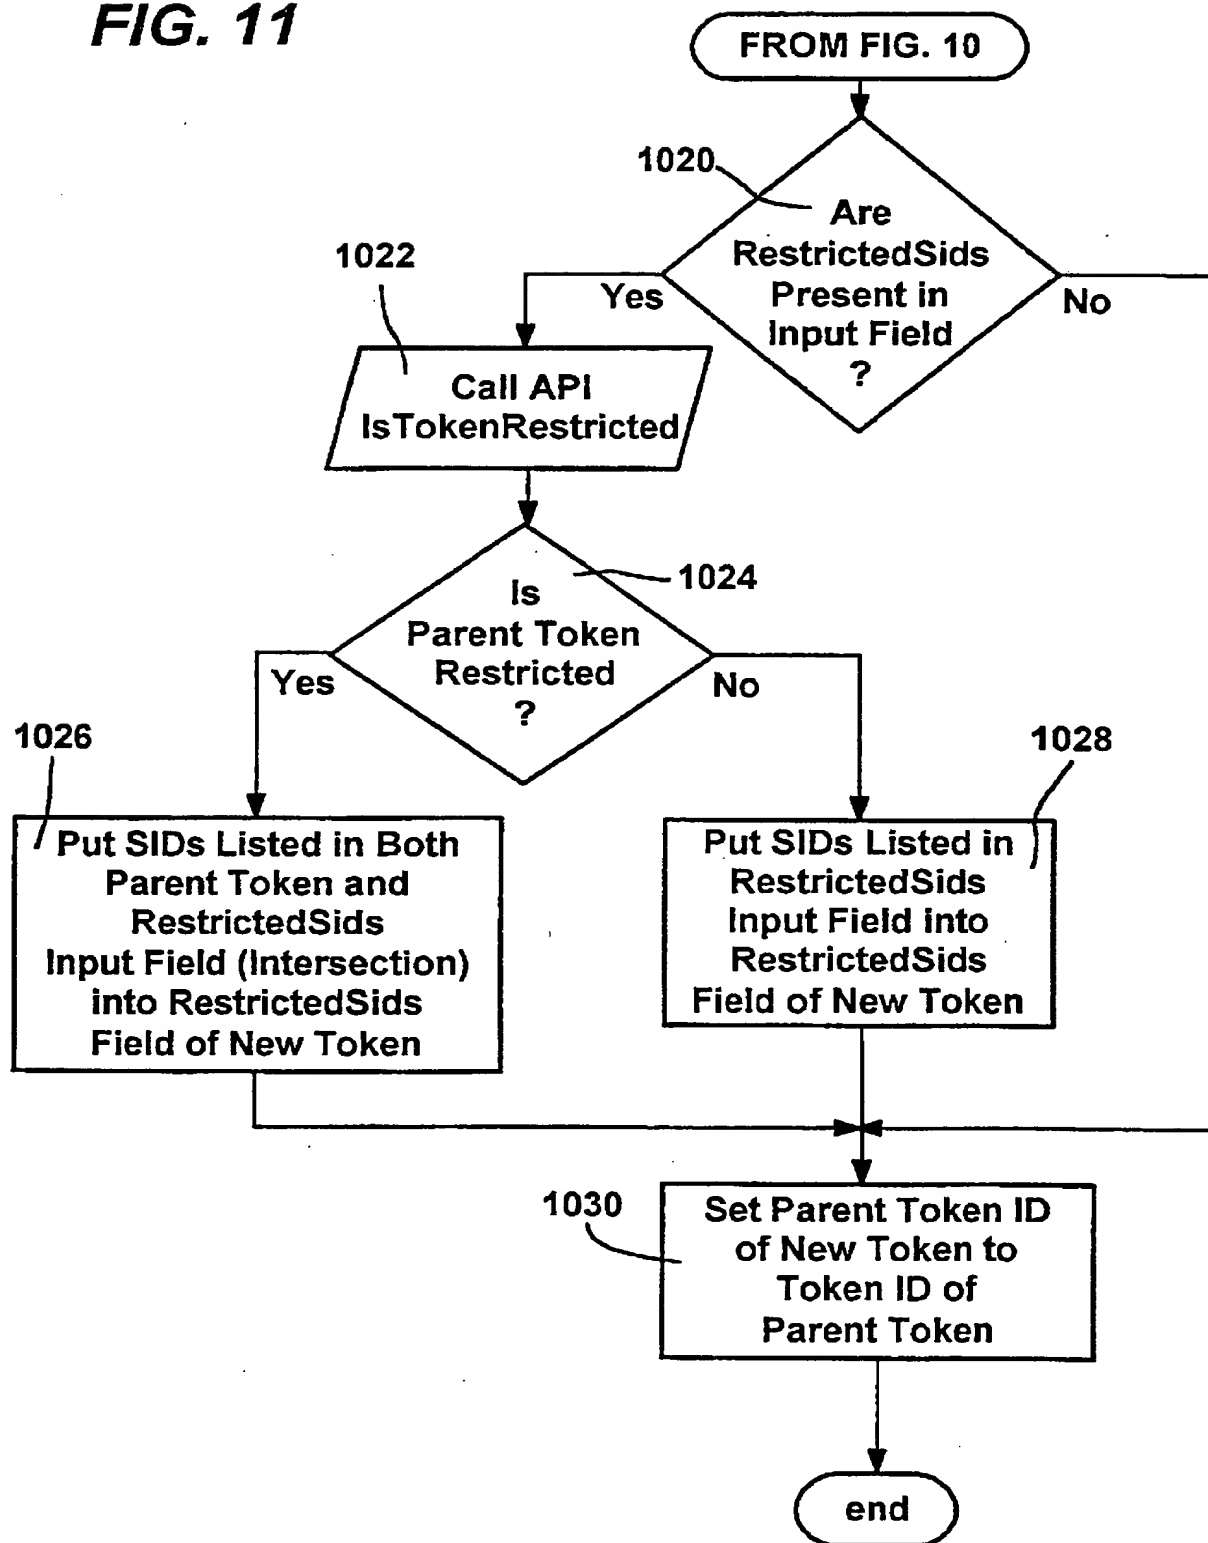 FIG. 11
FROM FIG. 10
1020
Are
RestrictedSids
Present in
Input Field
?
Yes
No
1022
Call API
IsTokenRestricted
1024
Is
Parent Token
Restricted
?
Yes
No
1026
Put SIDs Listed in Both
Parent Token and
RestrictedSids
Input Field (Intersection)
into RestrictedSids
Field of New Token
1028
Put SIDs Listed in
RestrictedSids
Input Field into
RestrictedSids
Field of New Token
1030
Set Parent Token ID
of New Token to
Token ID of
Parent Token
end